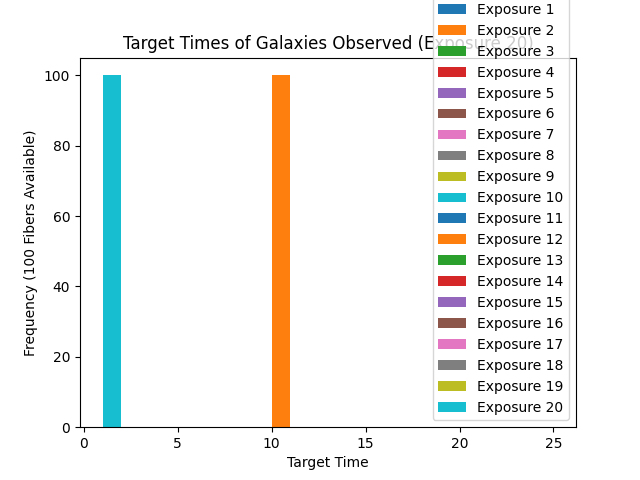 Target Times of Galaxies Observed (Exposure 20)
Exposure 1
Exposure 2
Exposure 3
Exposure 4
Exposure 5
Exposure 6
Exposure 7
Exposure 8
Exposure 9
Exposure 10
Exposure 11
Exposure 12
Exposure 13
Exposure 14
Exposure 15
Exposure 16
Exposure 17
Exposure 18
Exposure 19
Exposure 20
Frequency (100 Fibers Available)
100
80
60
40
20
0
0 5 10 15 20 25
Target Time